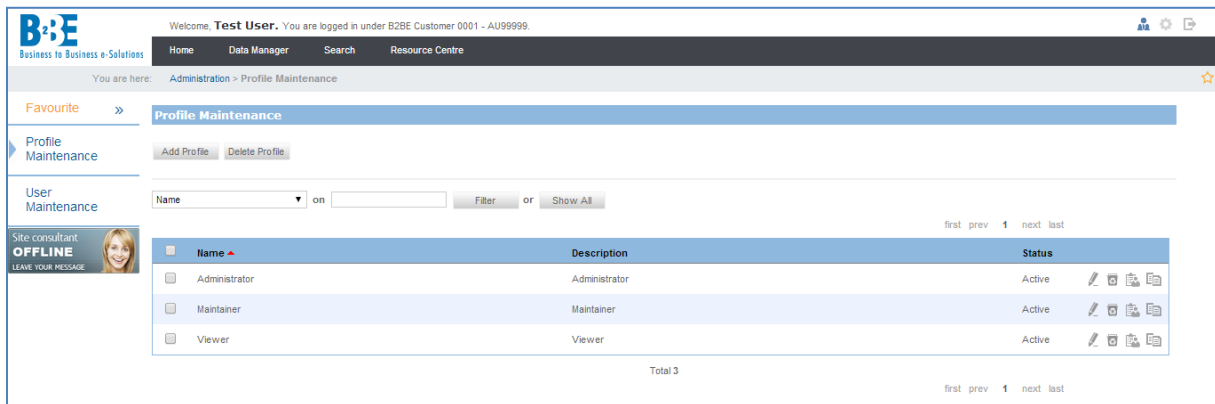 B2BE
Business to Business e-Solutions
Welcome, Test User. You are logged in under B2BE Customer 0001 - AU99999.
Home Data Manager Search Resource Centre
You are here: Administration > Profile Maintenance
Favourite »
Profile
Maintenance
User
Maintenance
Site consultant
OFFLINE
LEAVE YOUR MESSAGE
Profile Maintenance
Add Profile Delete Profile
Name on Filter or Show All
first prev 1 next last
Name Description Status
Administrator Administrator Active
Maintainer Maintainer Active
Viewer Viewer Active
Total 3
first prev 1 next last